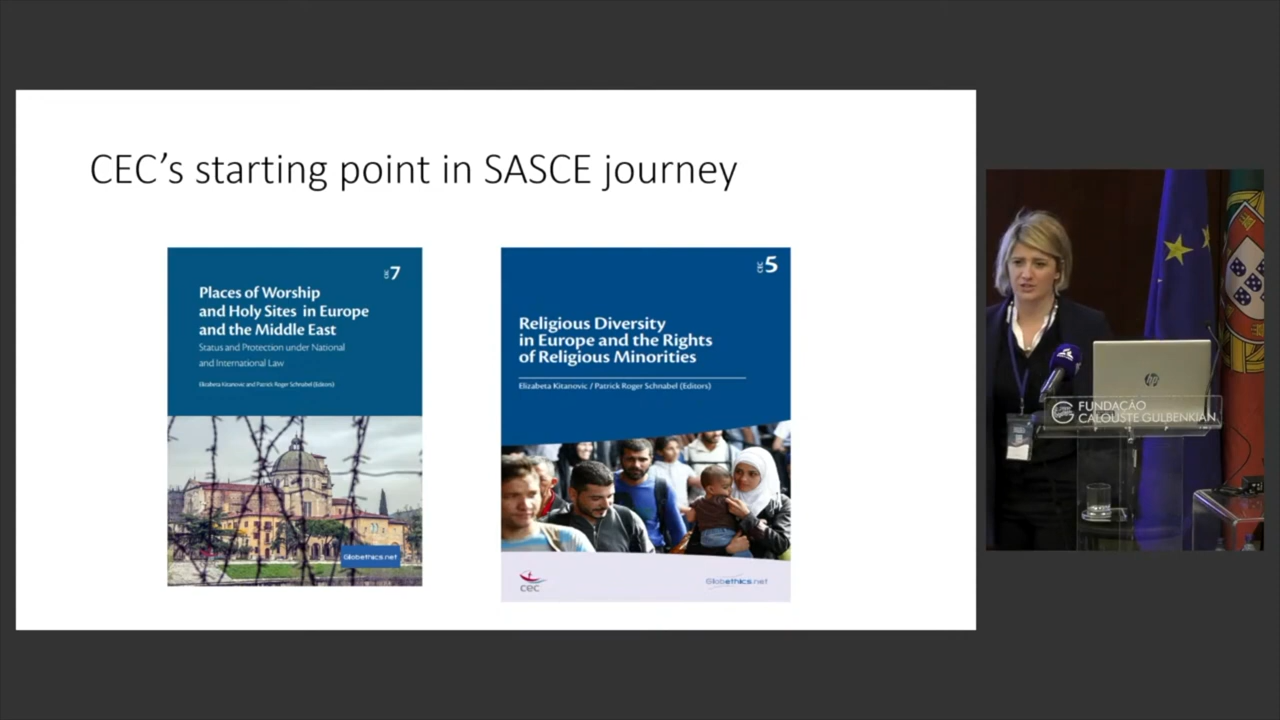 CEC's starting point in SASCE journey
CEC 7
Places of Worship
and Holy Sites in Europe
and the Middle East
Status and Protection under National
and International Law
Elizabeta Kitanovic and Patrick Roger Schnabel (Editors)
Globethics.net
CEC 5
Religious Diversity
in Europe and the Rights
of Religious Minorities
Elizabeta Kitanovic / Patrick Roger Schnabel (Editors)
cec
Globethics.net
hp
FUNDAÇÃO
CALOUSTE GULBENKIAN